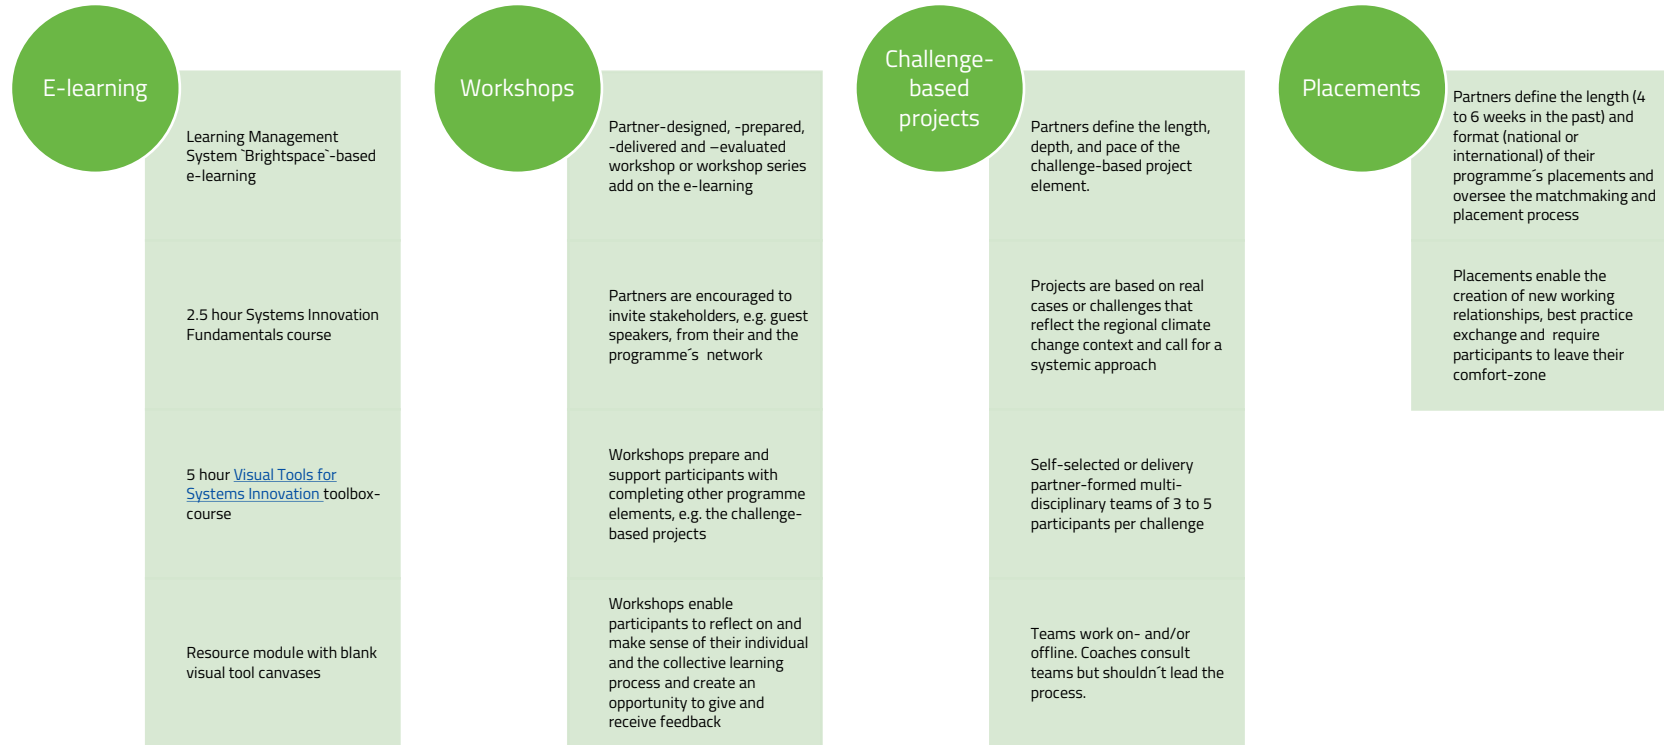 E-learning
Learning Management
System `Brightspace`-based
e-learning
2.5 hour Systems Innovation
Fundamentals course
5 hour Visual Tools for
Systems Innovation toolbox-
course
Resource module with blank
visual tool canvases
Workshops
Partner-designed, -prepared,
-delivered and –evaluated
workshop or workshop series
add on the e-learning
Partners are encouraged to
invite stakeholders, e.g. guest
speakers, from their and the
programme´s network
Workshops prepare and
support participants with
completing other programme
elements, e.g. the challenge-
based projects
Workshops enable
participants to reflect on and
make sense of their individual
and the collective learning
process and create an
opportunity to give and
receive feedback
Challenge-
based
projects
Partners define the length,
depth, and pace of the
challenge-based project
element.
Projects are based on real
cases or challenges that
reflect the regional climate
change context and call for a
systemic approach
Self-selected or delivery
partner-formed multi-
disciplinary teams of 3 to 5
participants per challenge
Teams work on- and/or
offline. Coaches consult
teams but shouldn´t lead the
process.
Placements
Partners define the length (4
to 6 weeks in the past) and
format (national or
international) of their
programme´s placements and
oversee the matchmaking and
placement process
Placements enable the
creation of new working
relationships, best practice
exchange and require
participants to leave their
comfort-zone